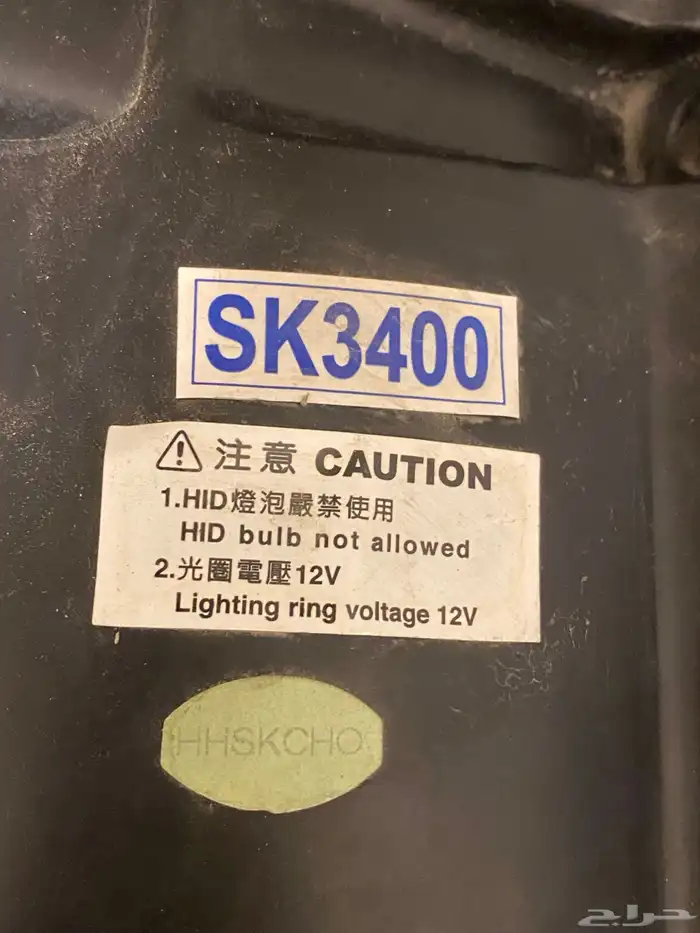 SK3400
注意 CAUTION
1.HID燈泡嚴禁使用
HID bulb not allowed
2.光圈電壓12V
Lighting ring voltage 12V
HHSKCHO
حراج